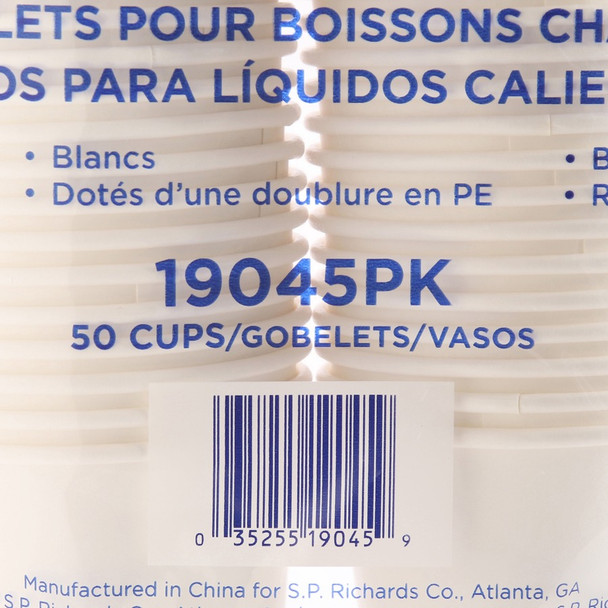 LETS POUR BOISSONS CHA
OS PARA LÍQUIDOS CALIE
• Blancs • B
• Dotés d'une doublure en PE • R
19045PK
50 CUPS/GOBELETS/VASOS
0 35255 19045 9
Manufactured in China for S.P. Richards Co., Atlanta, GA